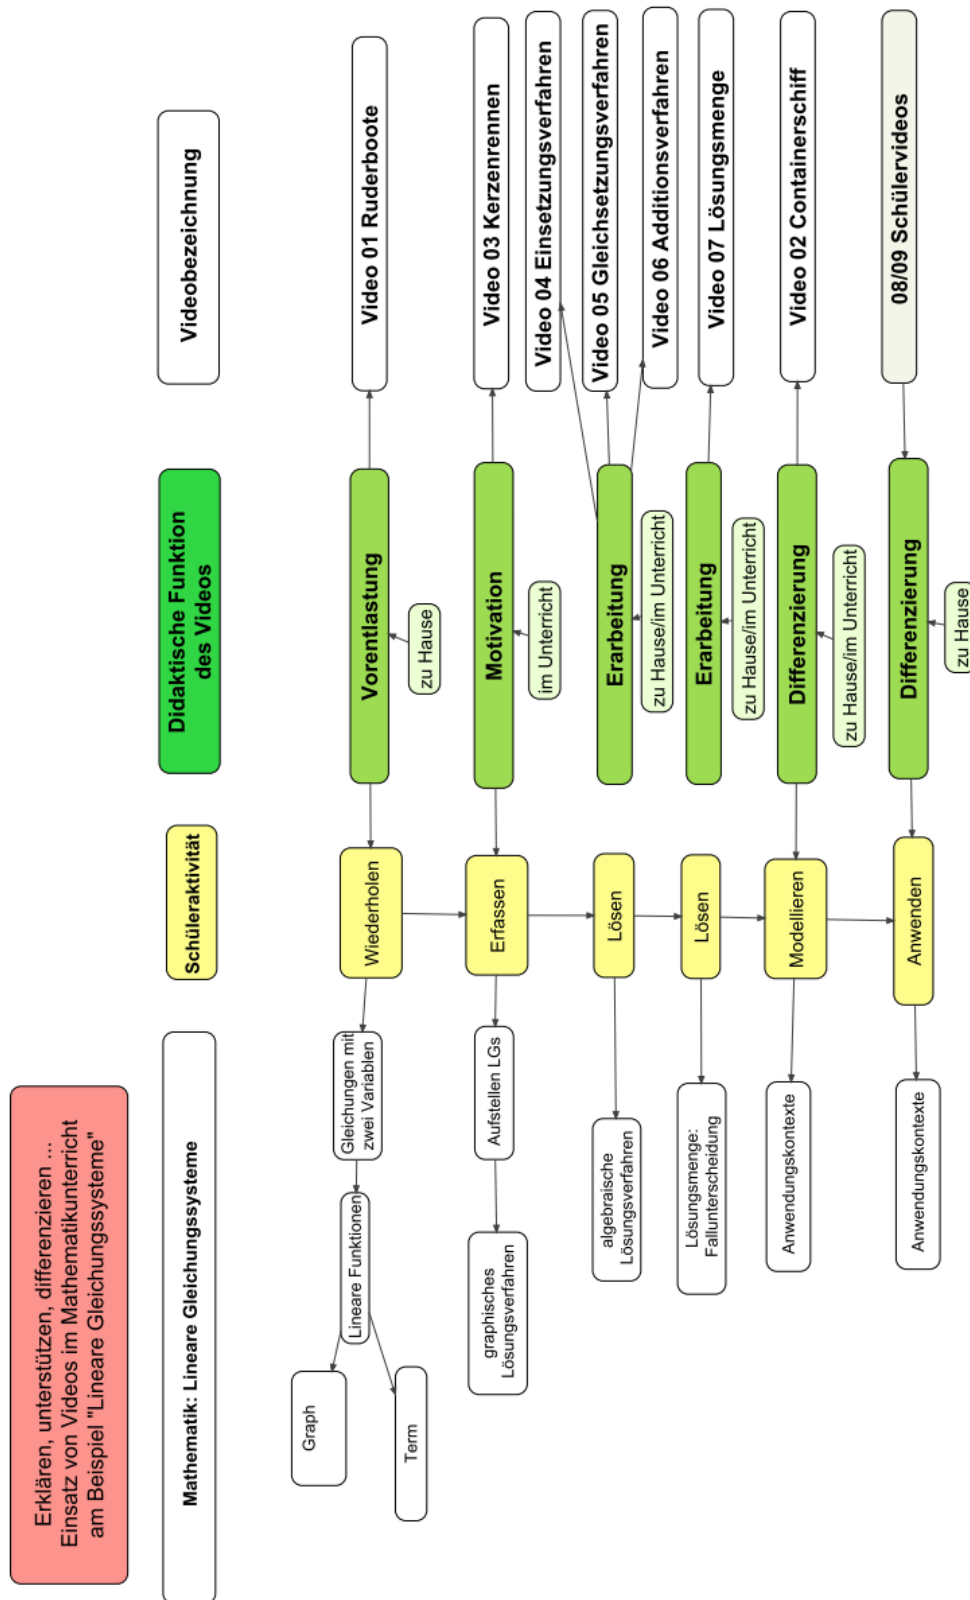 Erklären, unterstützen, differenzieren ...
Einsatz von Videos im Mathematikunterricht
am Beispiel "Lineare Gleichungssysteme"
Mathematik: Lineare Gleichungssysteme
Schüleraktivität
Didaktische Funktion
des Videos
Videobezeichnung
Graph
Term
Lineare Funktionen
Gleichungen mit
zwei Variablen
Wiederholen
Vorentlastung
zu Hause
Video 01 Ruderboote
graphisches
Lösungsverfahren
Aufstellen LGs
Erfassen
Motivation
im Unterricht
Video 03 Kerzenrennen
algebraische
Lösungsverfahren
Lösen
Erarbeitung
zu Hause/im Unterricht
Video 04 Einsetzungsverfahren
Video 05 Gleichsetzungsverfahren
Video 06 Additionsverfahren
Lösungsmenge:
Fallunterscheidung
Lösen
Erarbeitung
zu Hause/im Unterricht
Video 07 Lösungsmenge
Anwendungskontexte
Modellieren
Differenzierung
zu Hause/im Unterricht
Video 02 Containerschiff
Anwendungskontexte
Anwenden
Differenzierung
zu Hause
08/09 Schülervideos